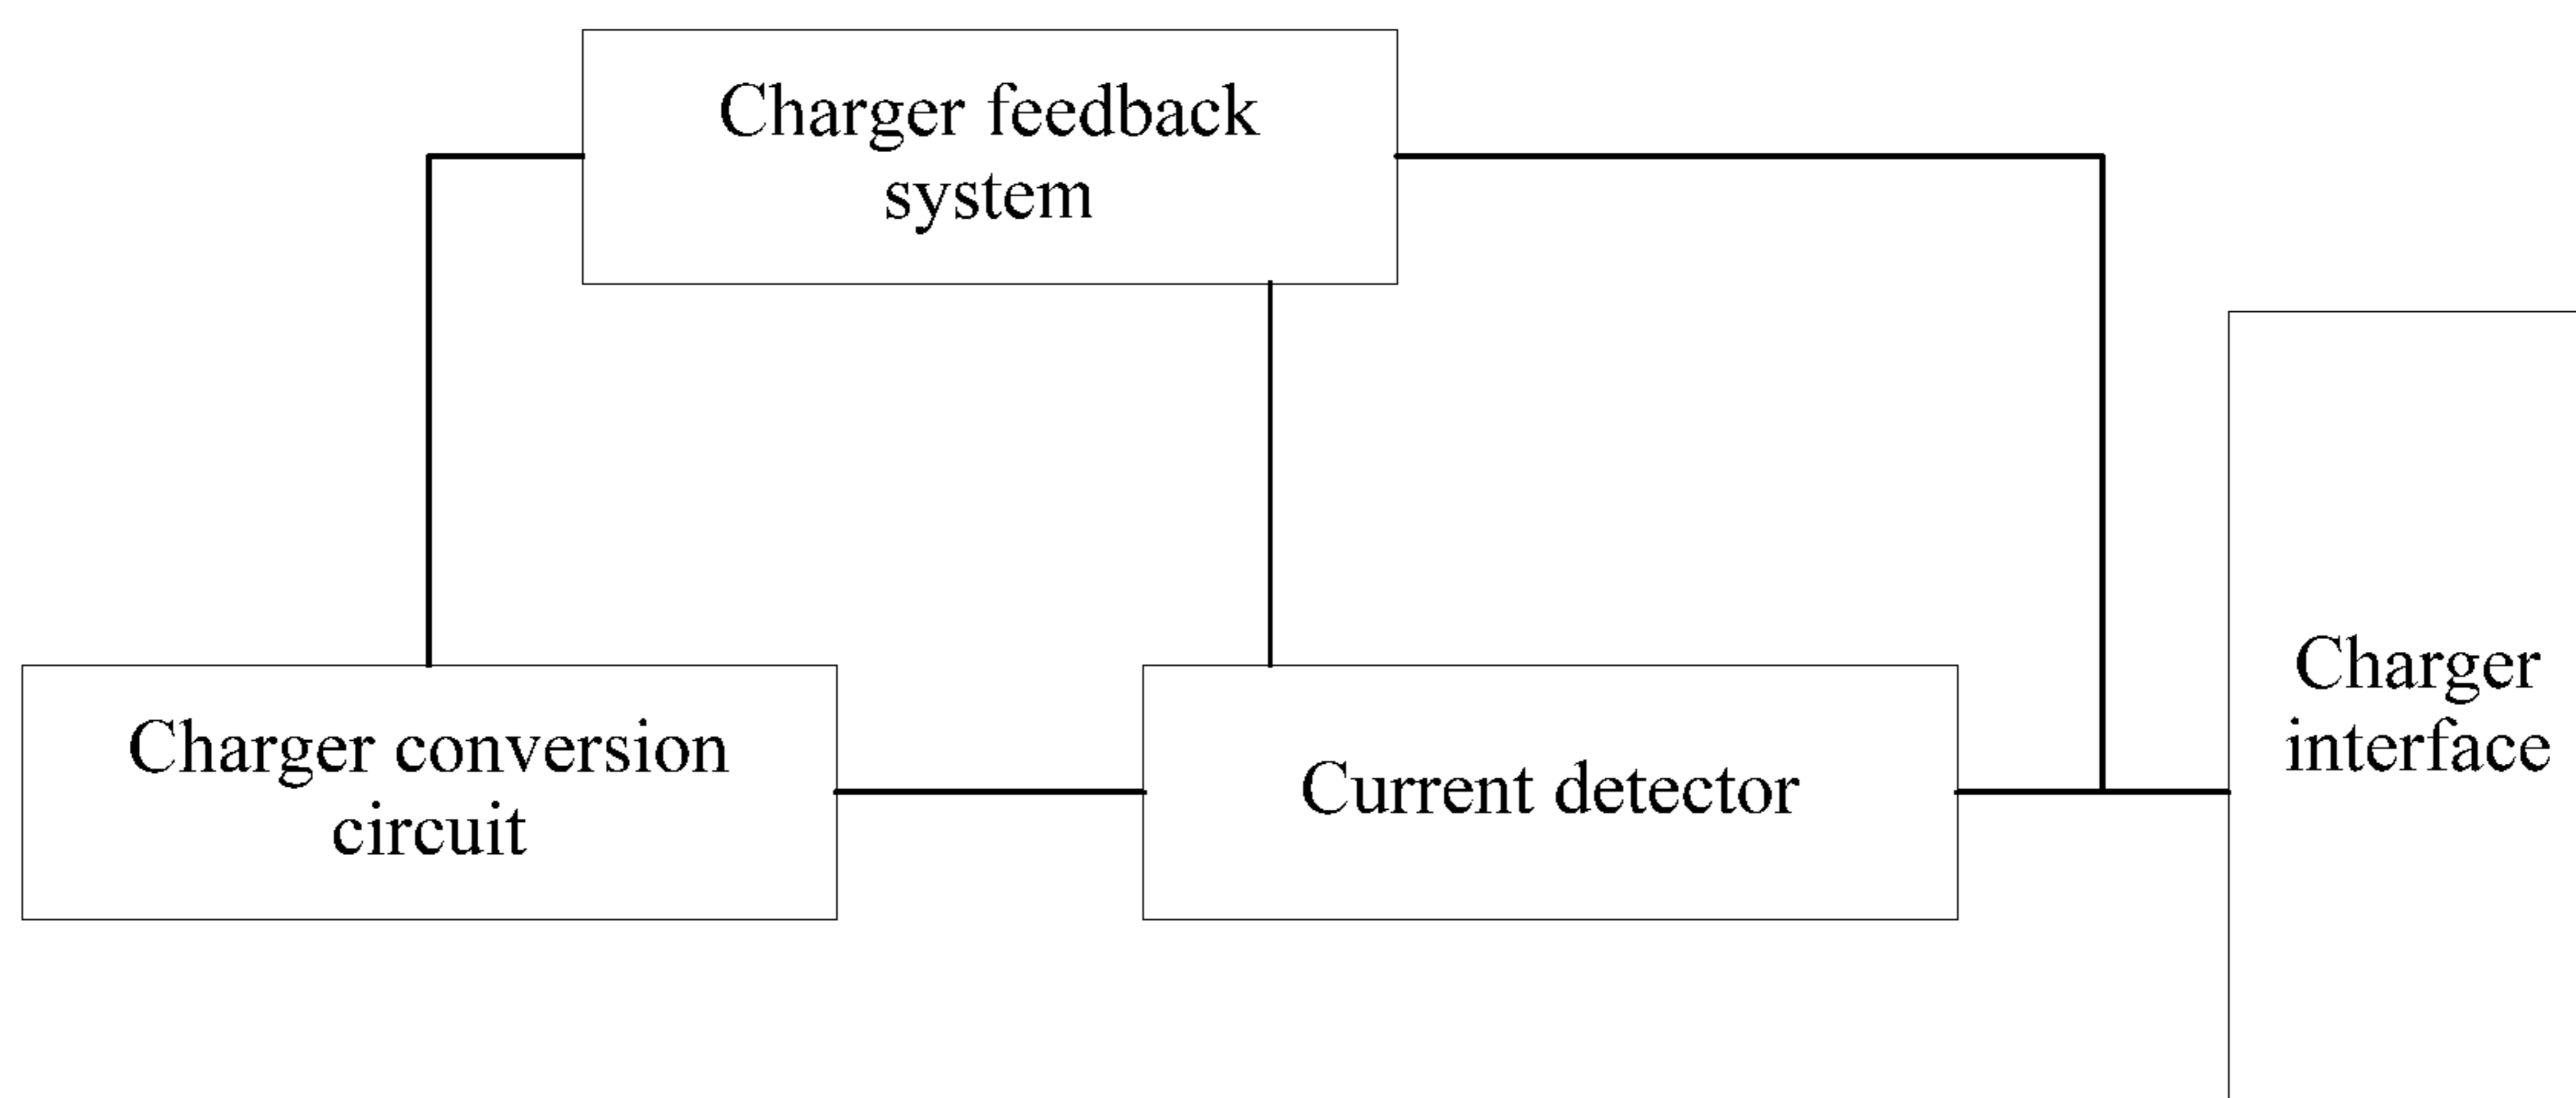 Charger feedback
system
Charger conversion
circuit
Current detector
Charger
interface